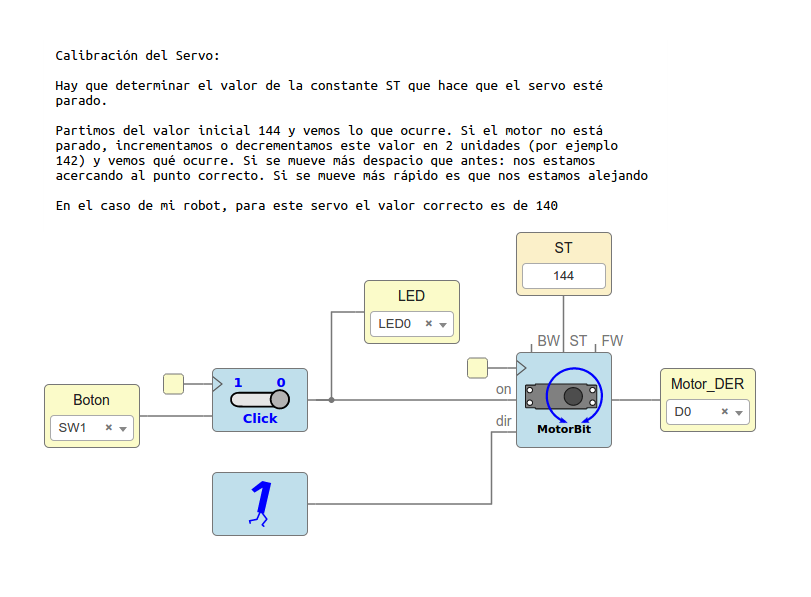 Calibración del Servo:
Hay que determinar el valor de la constante ST que hace que el servo esté
parado.
Partimos del valor inicial 144 y vemos lo que ocurre. Si el motor no está
parado, incrementamos o decrementamos este valor en 2 unidades (por ejemplo
142) y vemos qué ocurre. Si se mueve más despacio que antes: nos estamos
acercando al punto correcto. Si se mueve más rápido es que nos estamos alejando
En el caso de mi robot, para este servo el valor correcto es de 140
ST
144
LED
LED0
BW ST FW
1 0
Click
Boton
SW1
on
dir
MotorBit
Motor_DER
D0
1